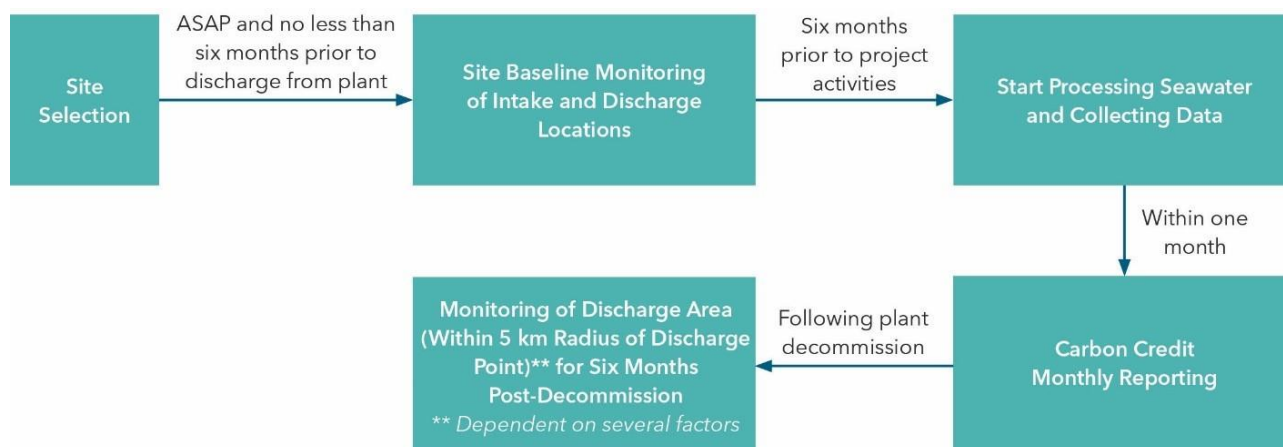 Site
Selection
ASAP and no less than
six months prior to
discharge from plant
Site Baseline Monitoring
of Intake and Discharge
Locations
Six months
prior to project
activities
Start Processing Seawater
and Collecting Data
Within one
month
Carbon Credit
Monthly Reporting
Following plant
decommission
Monitoring of Discharge Area
(Within 5 km Radius of Discharge
Point)** for Six Months
Post-Decommission
** Dependent on several factors